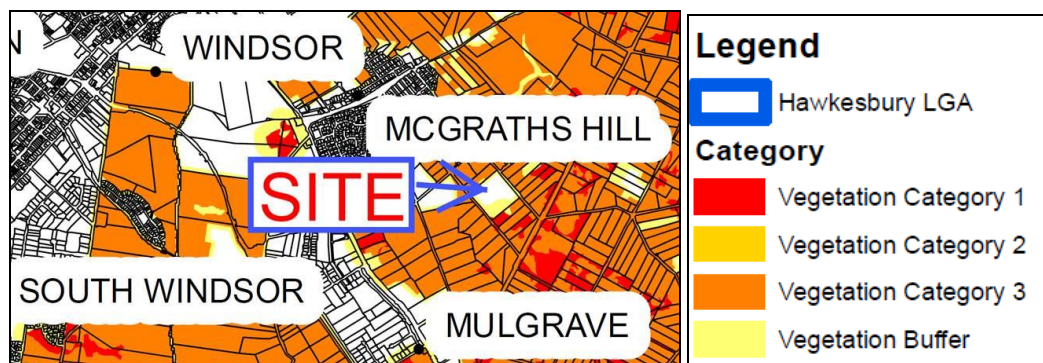 N
WINDSOR
MCGRATHS HILL
SITE
SOUTH WINDSOR
MULGRAVE
Legend
Hawkesbury LGA
Category
Vegetation Category 1
Vegetation Category 2
Vegetation Category 3
Vegetation Buffer